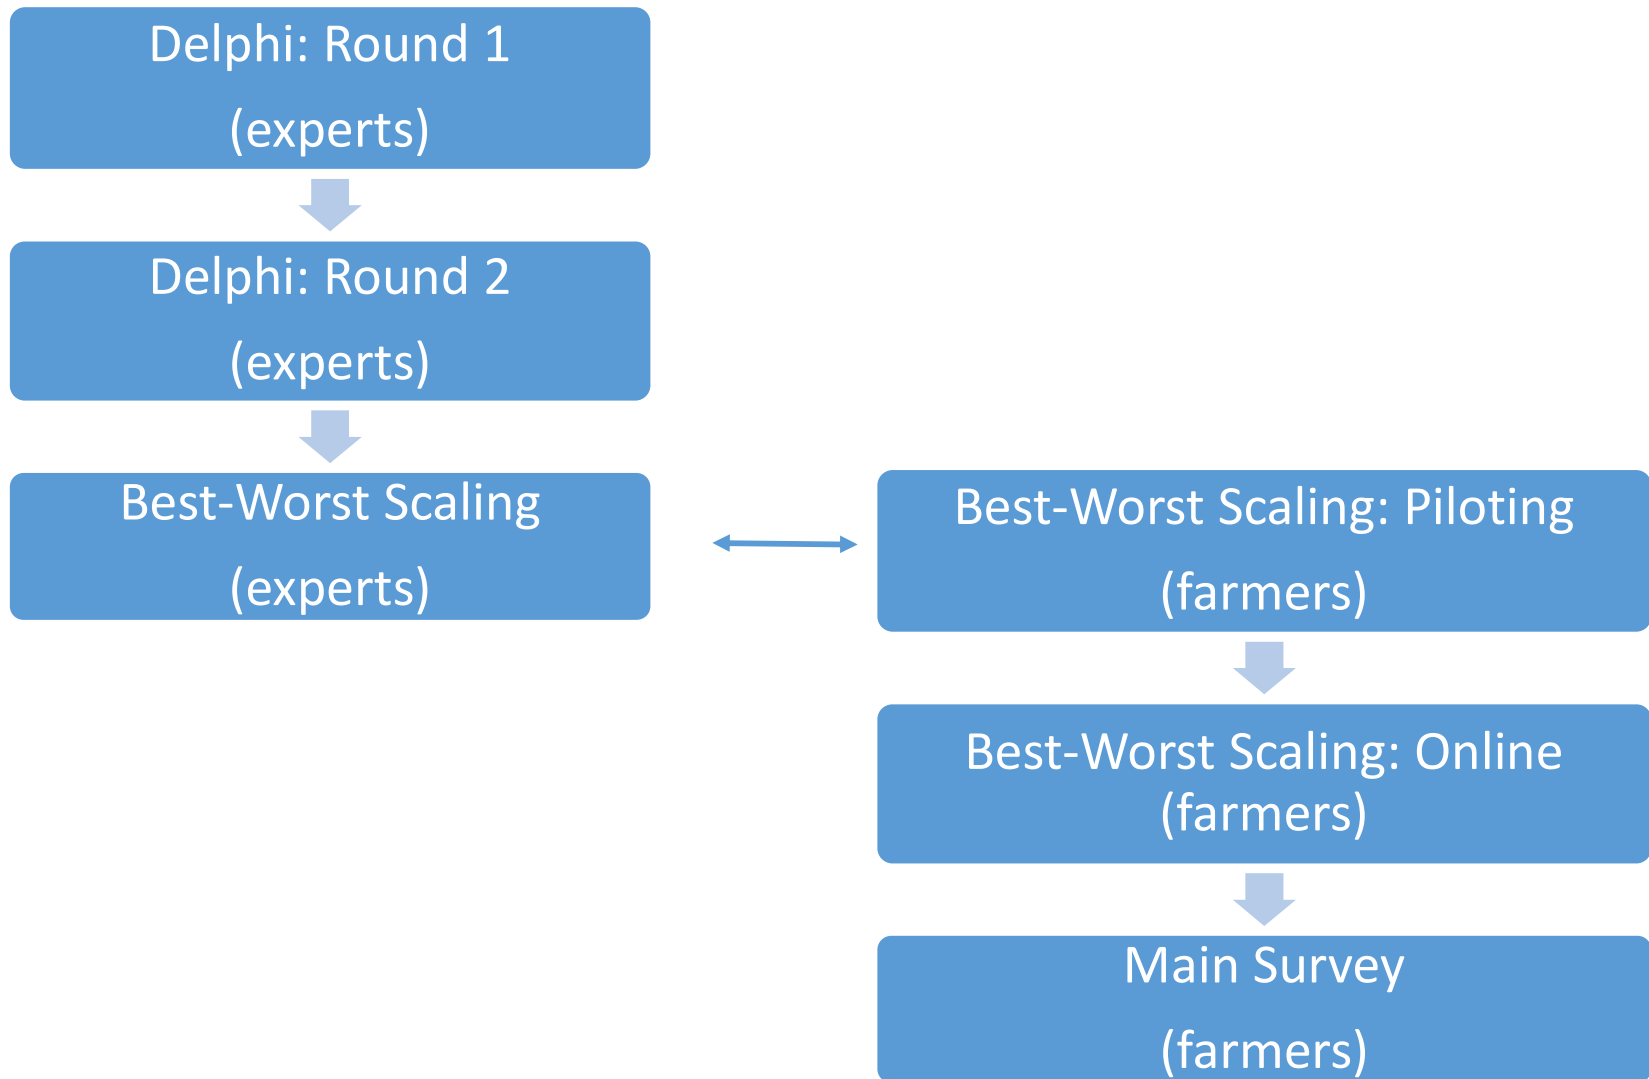 Delphi: Round 1
(experts)
Delphi: Round 2
(experts)
Best-Worst Scaling
(experts)
Best-Worst Scaling: Piloting
(farmers)
Best-Worst Scaling: Online
(farmers)
Main Survey
(farmers)